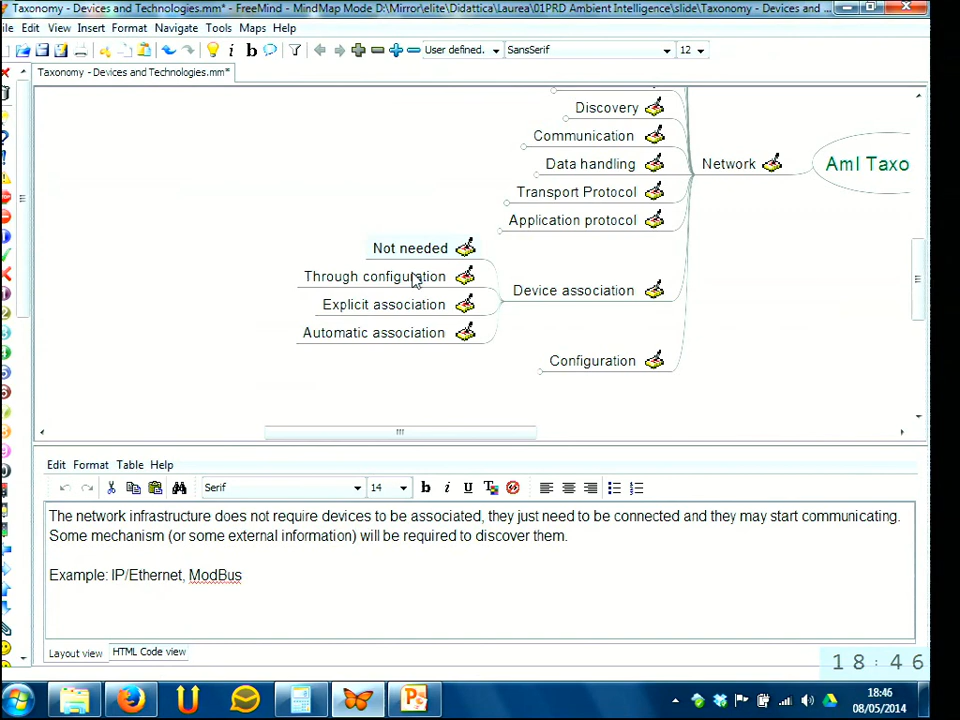 Taxonomy - Devices and Technologies.mm* - FreeMind - MindMap Mode D:\Mirror\elite\Didattica\Laurea\01PRD Ambient Intelligence\slide\Taxonomy - Devices and ...
ile Edit View Insert Format Navigate Tools Maps Help
User defined. SansSerif 12
Taxonomy - Devices and Technologies.mm*
Discovery
Communication
Data handling
Network
AmI Taxo
Transport Protocol
Application protocol
Not needed
Through configuration
Device association
Explicit association
Automatic association
Configuration
Edit Format Table Help
Serif 14
The network infrastructure does not require devices to be associated, they just need to be connected and they may start communicating.
Some mechanism (or some external information) will be required to discover them.
Example: IP/Ethernet, ModBus
Layout view HTML Code view
18:46
18:46
08/05/2014